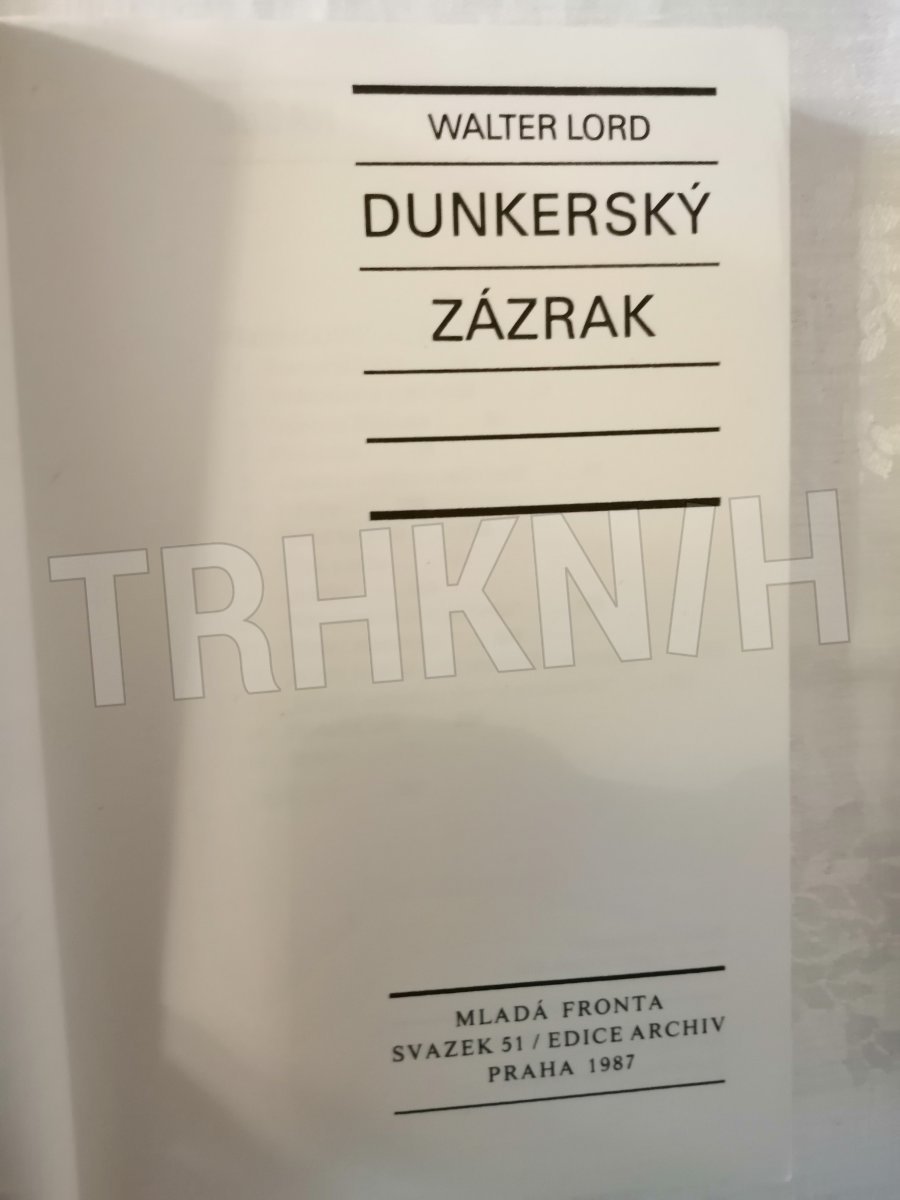 WALTER LORD
DUNKERSKÝ
ZÁZRAK
TRHKNIH
MLADÁ FRONTA
SVAZEK 51 / EDICE ARCHIV
PRAHA 1987